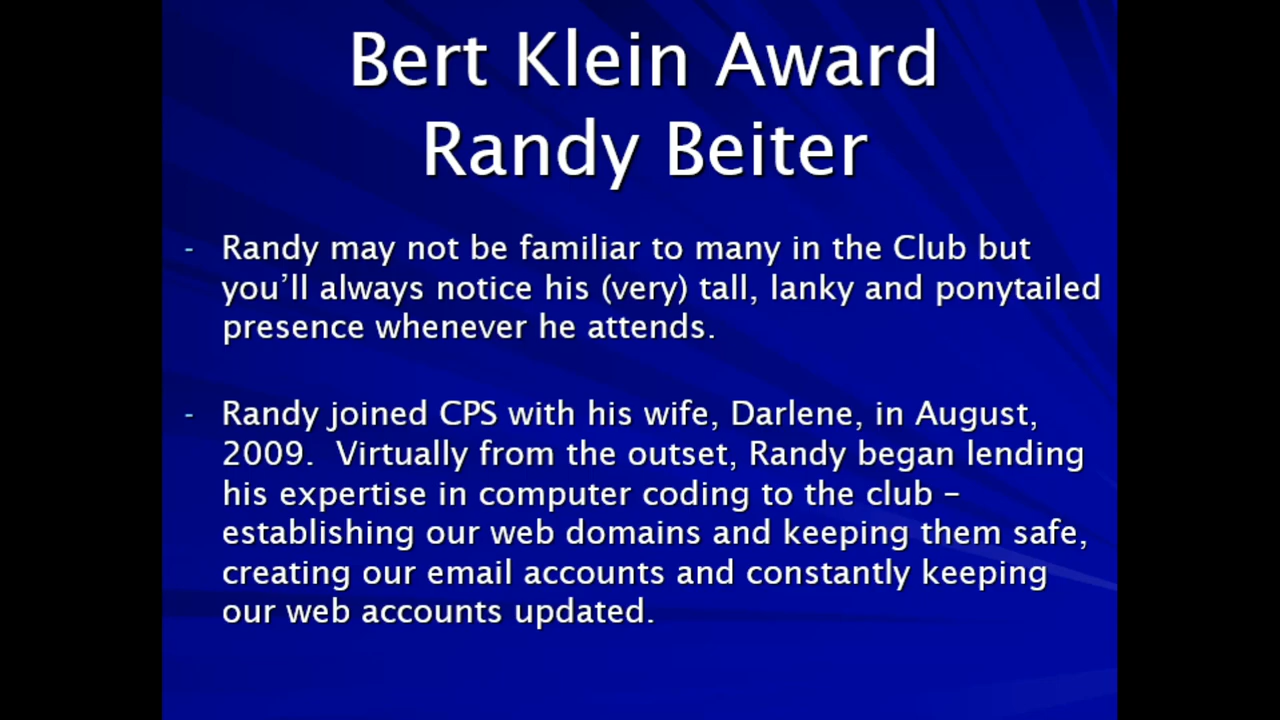 Bert Klein Award
Randy Beiter
- Randy may not be familiar to many in the Club but
you’ll always notice his (very) tall, lanky and ponytailed
presence whenever he attends.
- Randy joined CPS with his wife, Darlene, in August,
2009.  Virtually from the outset, Randy began lending
his expertise in computer coding to the club –
establishing our web domains and keeping them safe,
creating our email accounts and constantly keeping
our web accounts updated.